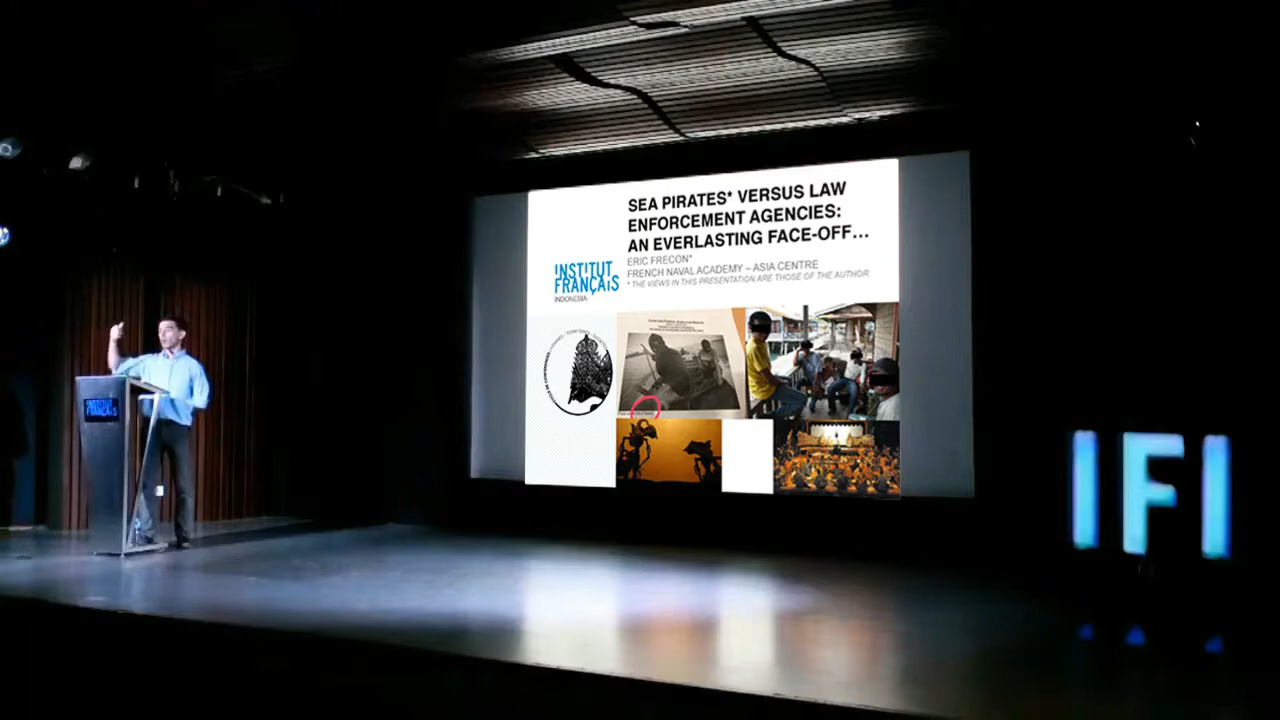 SEA PIRATES* VERSUS LAW
ENFORCEMENT AGENCIES:
AN EVERLASTING FACE-OFF...
ERIC FRECON*
FRENCH NAVAL ACADEMY – ASIA CENTRE
* THE VIEWS IN THIS PRESENTATION ARE THOSE OF THE AUTHOR.
INSTITUT
FRANÇAIS
INDONESIA
INSTITUT
FRANÇAIS
IFI